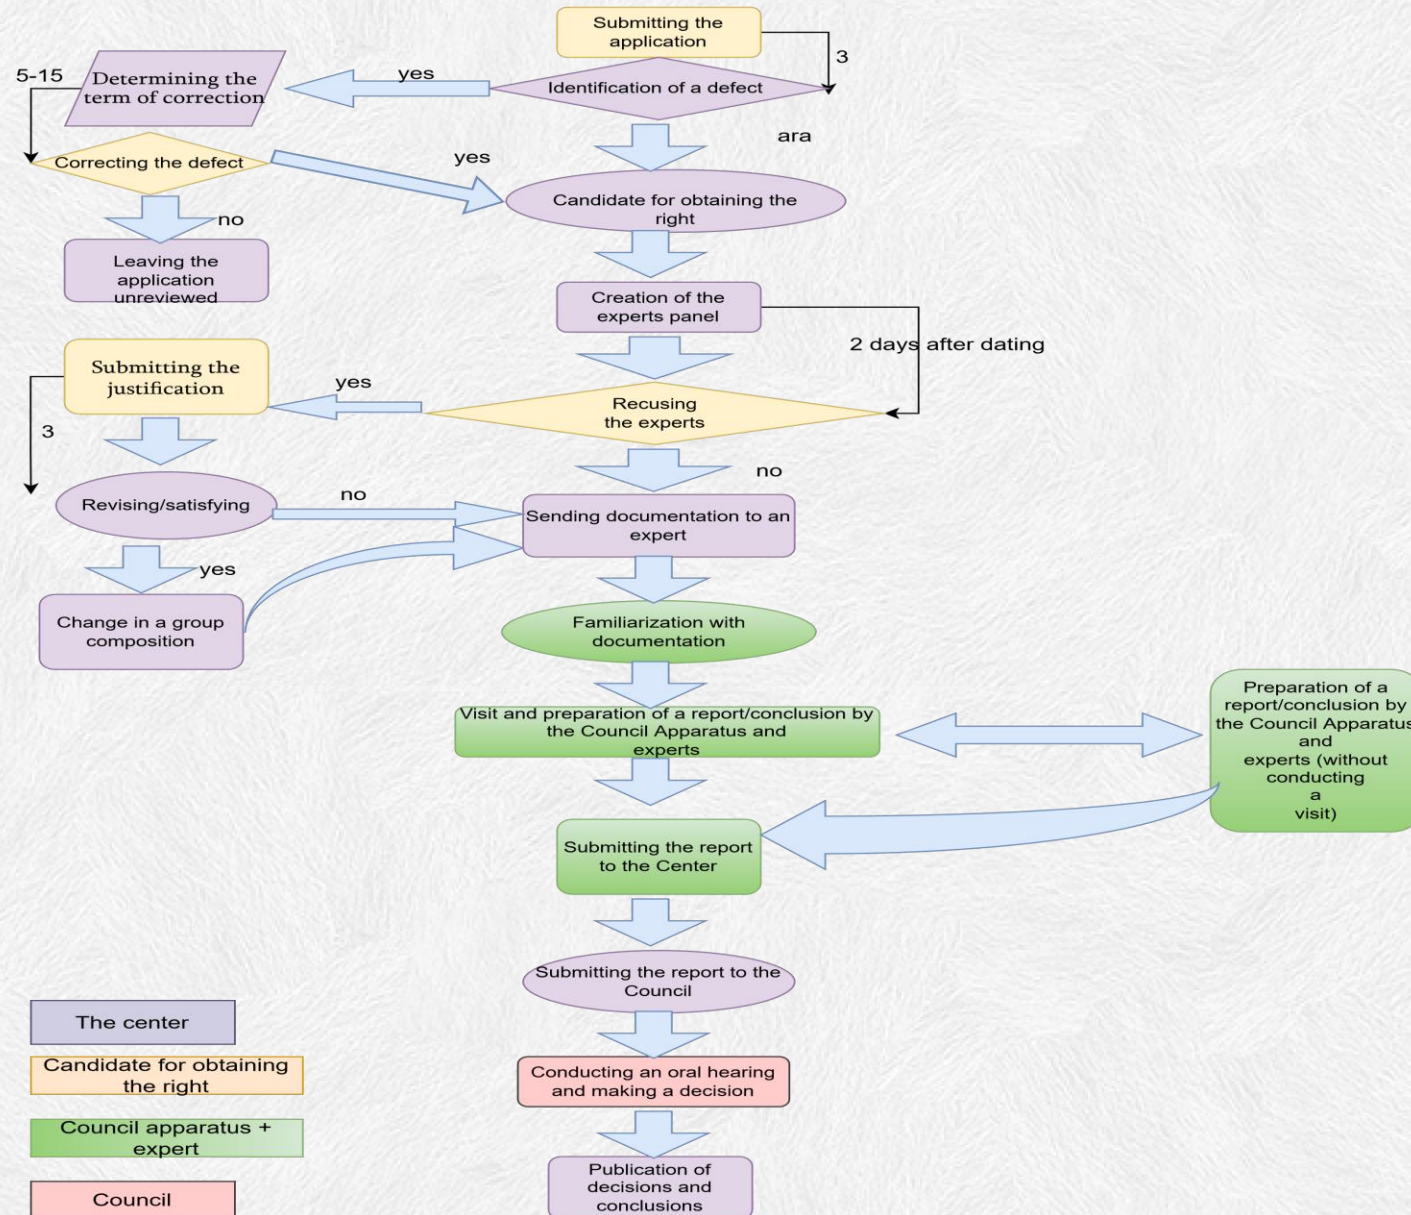 Submitting the
application
3
5-15
Determining the
term of correction
yes
Identification of a defect
ara
Correcting the defect
yes
Candidate for obtaining the
right
no
Leaving the
application
unreviewed
Creation of the
experts panel
2 days after dating
Submitting the
justification
yes
Recusing
the experts
3
no
Revising/satisfying
no
Sending documentation to an
expert
yes
Change in a group
composition
Familiarization with
documentation
Visit and preparation of a report/conclusion by
the Council Apparatus and
experts
Preparation of a
report/conclusion by
the Council Apparatus
and
experts (without
conducting
a
visit)
Submitting the report
to the Center
Submitting the report to the
Council
The center
Candidate for obtaining
the right
Conducting an oral hearing
and making a decision
Council apparatus +
expert
Publication of
decisions and
conclusions
Council